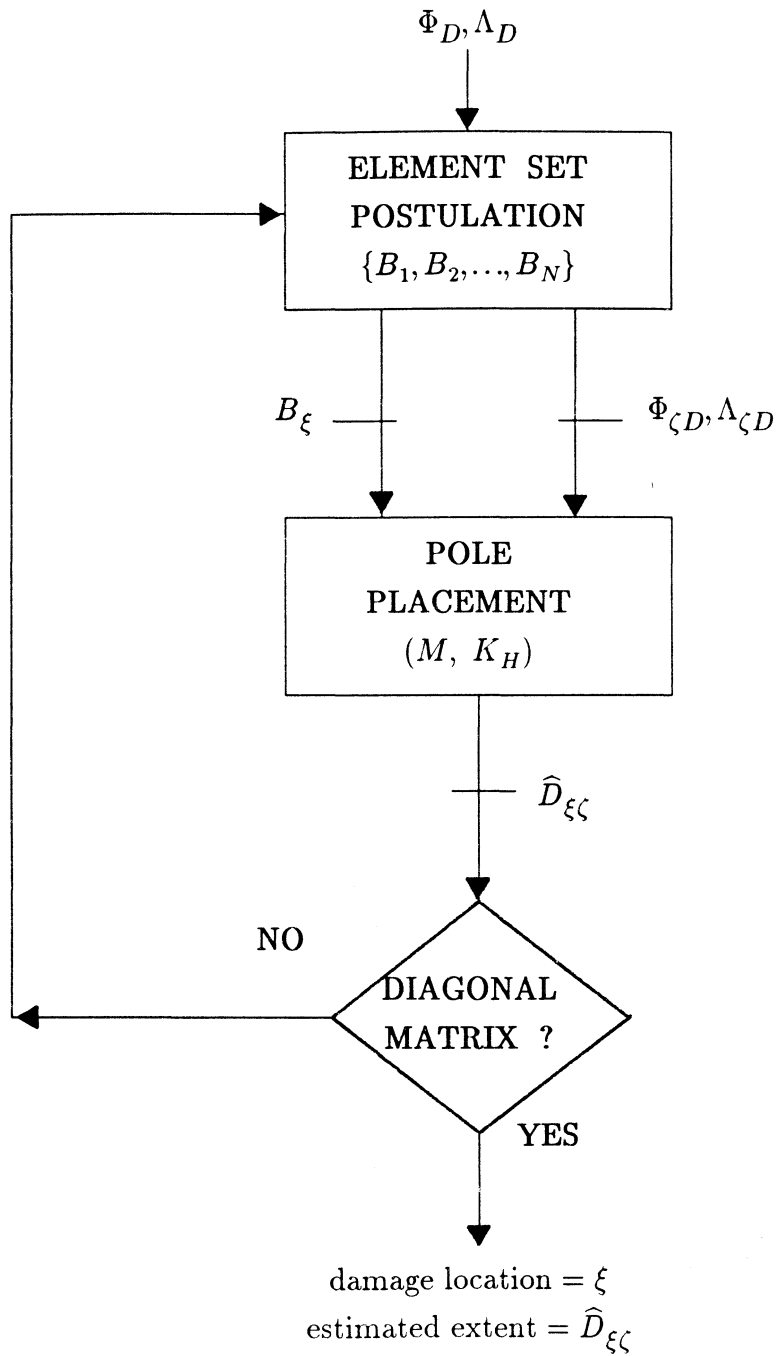 Φ_D, Λ_D
ELEMENT SET
POSTULATION
{B_1, B_2,..., B_N}
B_ξ
Φ_ζD, Λ_ζD
POLE
PLACEMENT
(M, K_H)
D̂_ξζ
NO
DIAGONAL
MATRIX ?
YES
damage location = ξ
estimated extent = D̂_ξζ